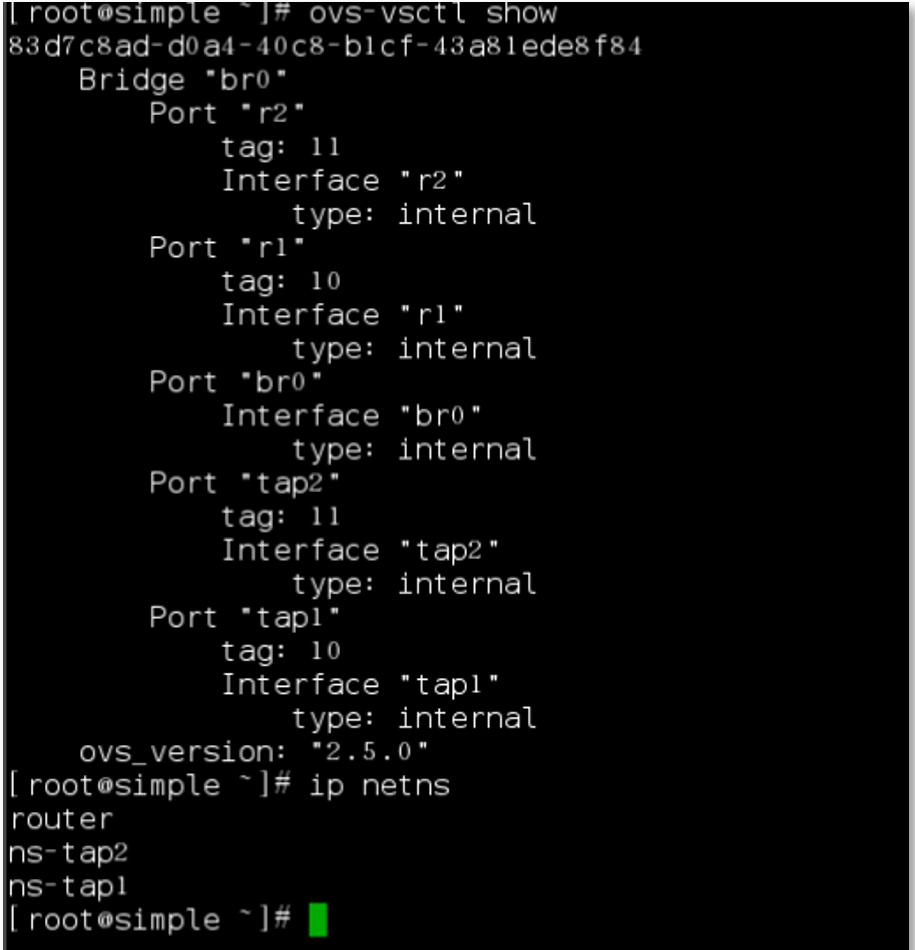 [root@simple ~]# ovs-vsctl show
83d7c8ad-d0a4-40c8-b1cf-43a81ede8f84
    Bridge "br0"
        Port "r2"
            tag: 11
            Interface "r2"
                type: internal
        Port "r1"
            tag: 10
            Interface "r1"
                type: internal
        Port "br0"
            Interface "br0"
                type: internal
        Port "tap2"
            tag: 11
            Interface "tap2"
                type: internal
        Port "tap1"
            tag: 10
            Interface "tap1"
                type: internal
    ovs_version: "2.5.0"
[root@simple ~]# ip netns
router
ns-tap2
ns-tap1
[root@simple ~]#